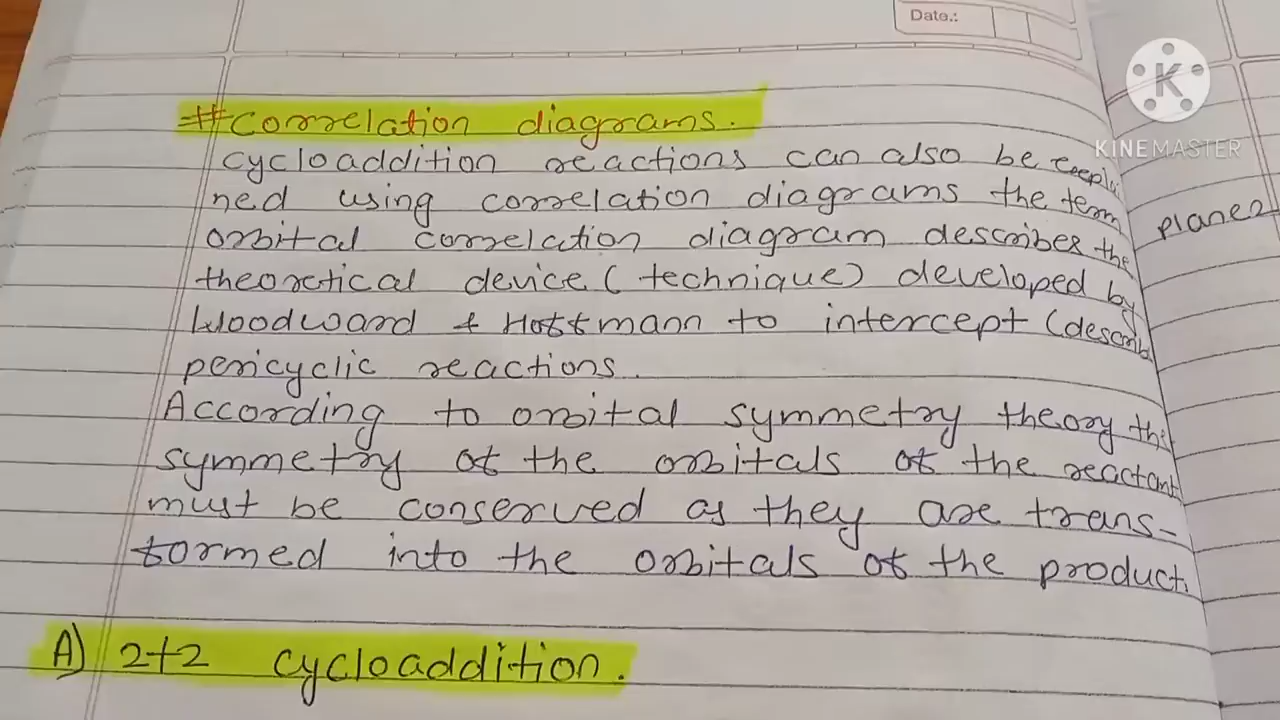 Date.:
K
KINEMASTER
# Correlation diagrams.
cycloaddition reactions can also be
ned using correlation diagrams the term
orbital correlation diagram describes the
theoretical device (technique) developed by
Woodward & Hoffmann to intercept (describ
pericyclic reactions.
According to orbital symmetry theory the
symmetry of the orbitals of the reactant
must be conserved as they are trans-
formed into the orbitals of the product.
A) 2+2 cycloaddition.
planez